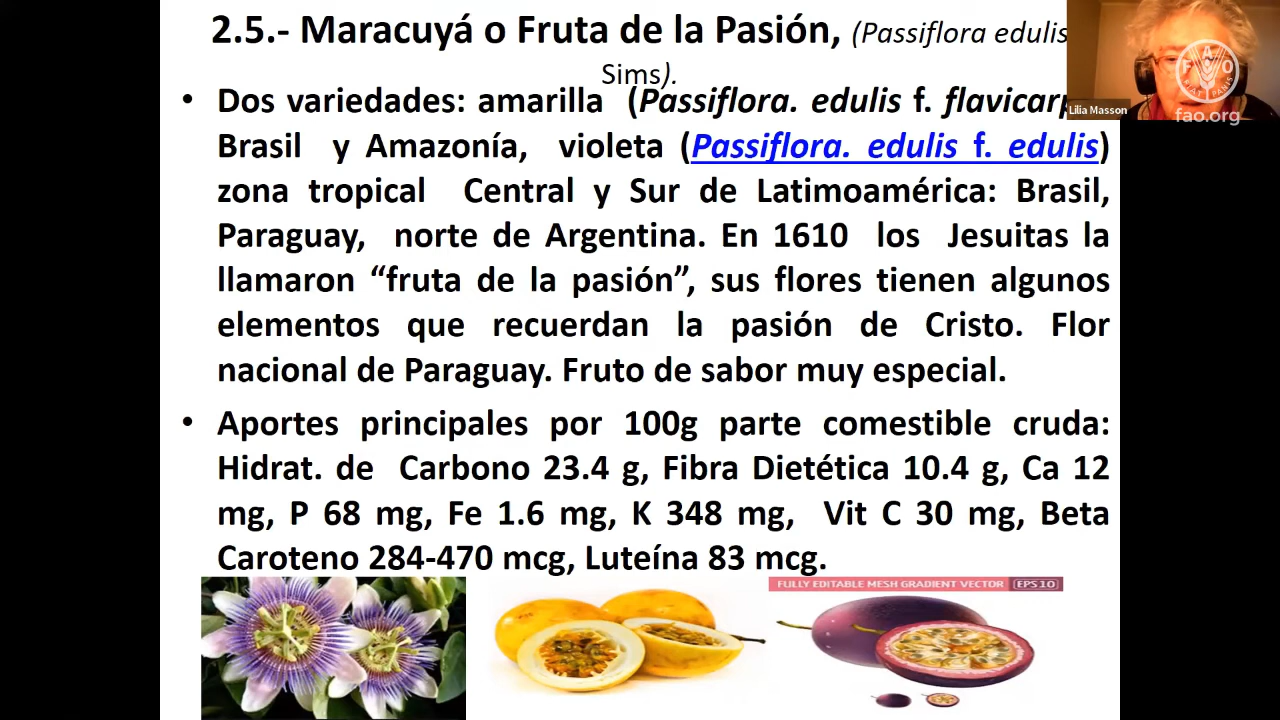 2.5.- Maracuyá o Fruta de la Pasión, (Passiflora edulis
Sims).
• Dos variedades: amarilla (Passiflora. edulis f.
Brasil y Amazonía, violeta (Passiflora. edulis f. edulis)
zona tropical Central y Sur de Latimoamérica: Brasil,
Paraguay, norte de Argentina. En 1610 los Jesuitas la
llamaron “fruta de la pasión”, sus flores tienen algunos
elementos que recuerdan la pasión de Cristo. Flor
nacional de Paraguay. Fruto de sabor muy especial.
• Aportes principales por 100g parte comestible cruda:
Hidrat. de Carbono 23.4 g, Fibra Dietética 10.4 g, Ca 12
mg, P 68 mg, Fe 1.6 mg, K 348 mg, Vit C 30 mg, Beta
Caroteno 284-470 mcg, Luteína 83 mcg.
FULLY EDITABLE MESH GRADIENT VECTOR EPS10
Lilia Masson
FAO
fao.org